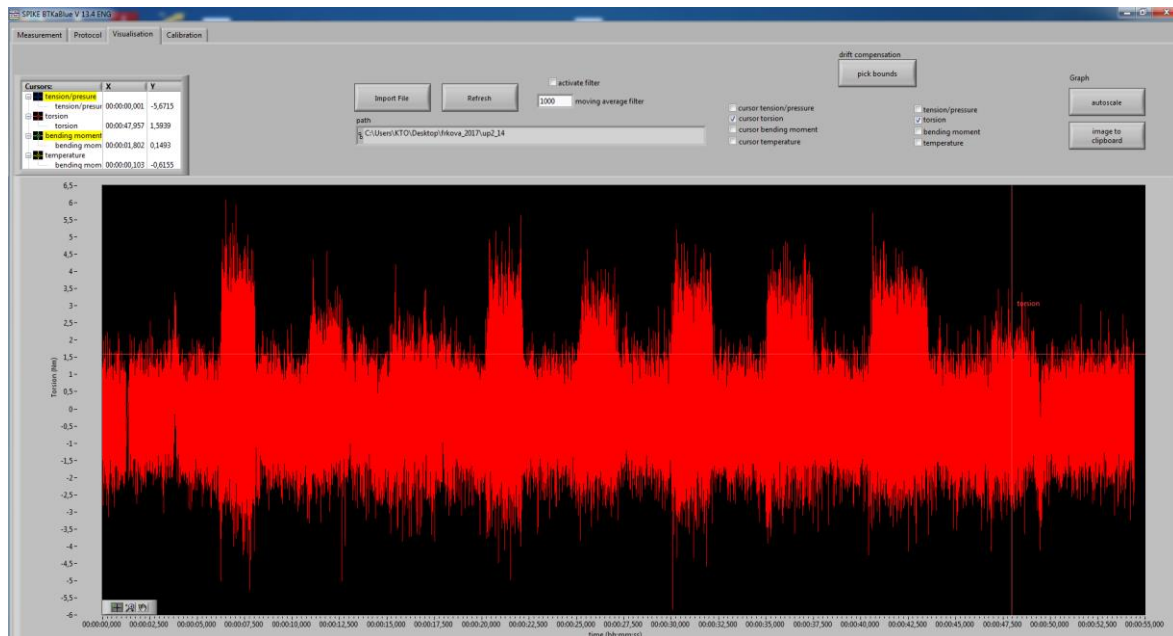 SPIKE BTKaBlue V 13.4 ENG
Measurement Protocol Visualisation Calibration
drift compensation
pick bounds
Graph
autoscale
image to clipboard
Cursors: X Y
tension/presure
tension/presur 00:00:00,001 -5,6715
torsion
torsion 00:00:47,957 1,5939
bending moment
bending mom 00:00:01,802 0,1493
temperature
bending mom 00:00:00,103 -0,6155
Import File
Refresh
activate filter
1000 moving average filter
path
C:\Users\KTO\Desktop\frkova_2017\up2_14
cursor tension/pressure
cursor torsion
cursor bending moment
cursor temperature
tension/pressure
torsion
bending moment
temperature
6,5
6
5,5
5
4,5
4
3,5
3
2,5
2
1,5
1
0,5
0
-0,5
-1
-1,5
-2
-2,5
-3
-3,5
-4
-4,5
-5
-5,5
-6
Torsion (Nm)
torsion
00:00:00,000 00:00:02,500 00:00:05,000 00:00:07,500 00:00:10,000 00:00:12,500 00:00:15,000 00:00:17,500 00:00:20,000 00:00:22,500 00:00:25,000 00:00:27,500 00:00:30,000 00:00:32,500 00:00:35,000 00:00:37,500 00:00:40,000 00:00:42,500 00:00:45,000 00:00:47,500 00:00:50,000 00:00:52,500 00:00:55,000
time (hh:mm:ss)